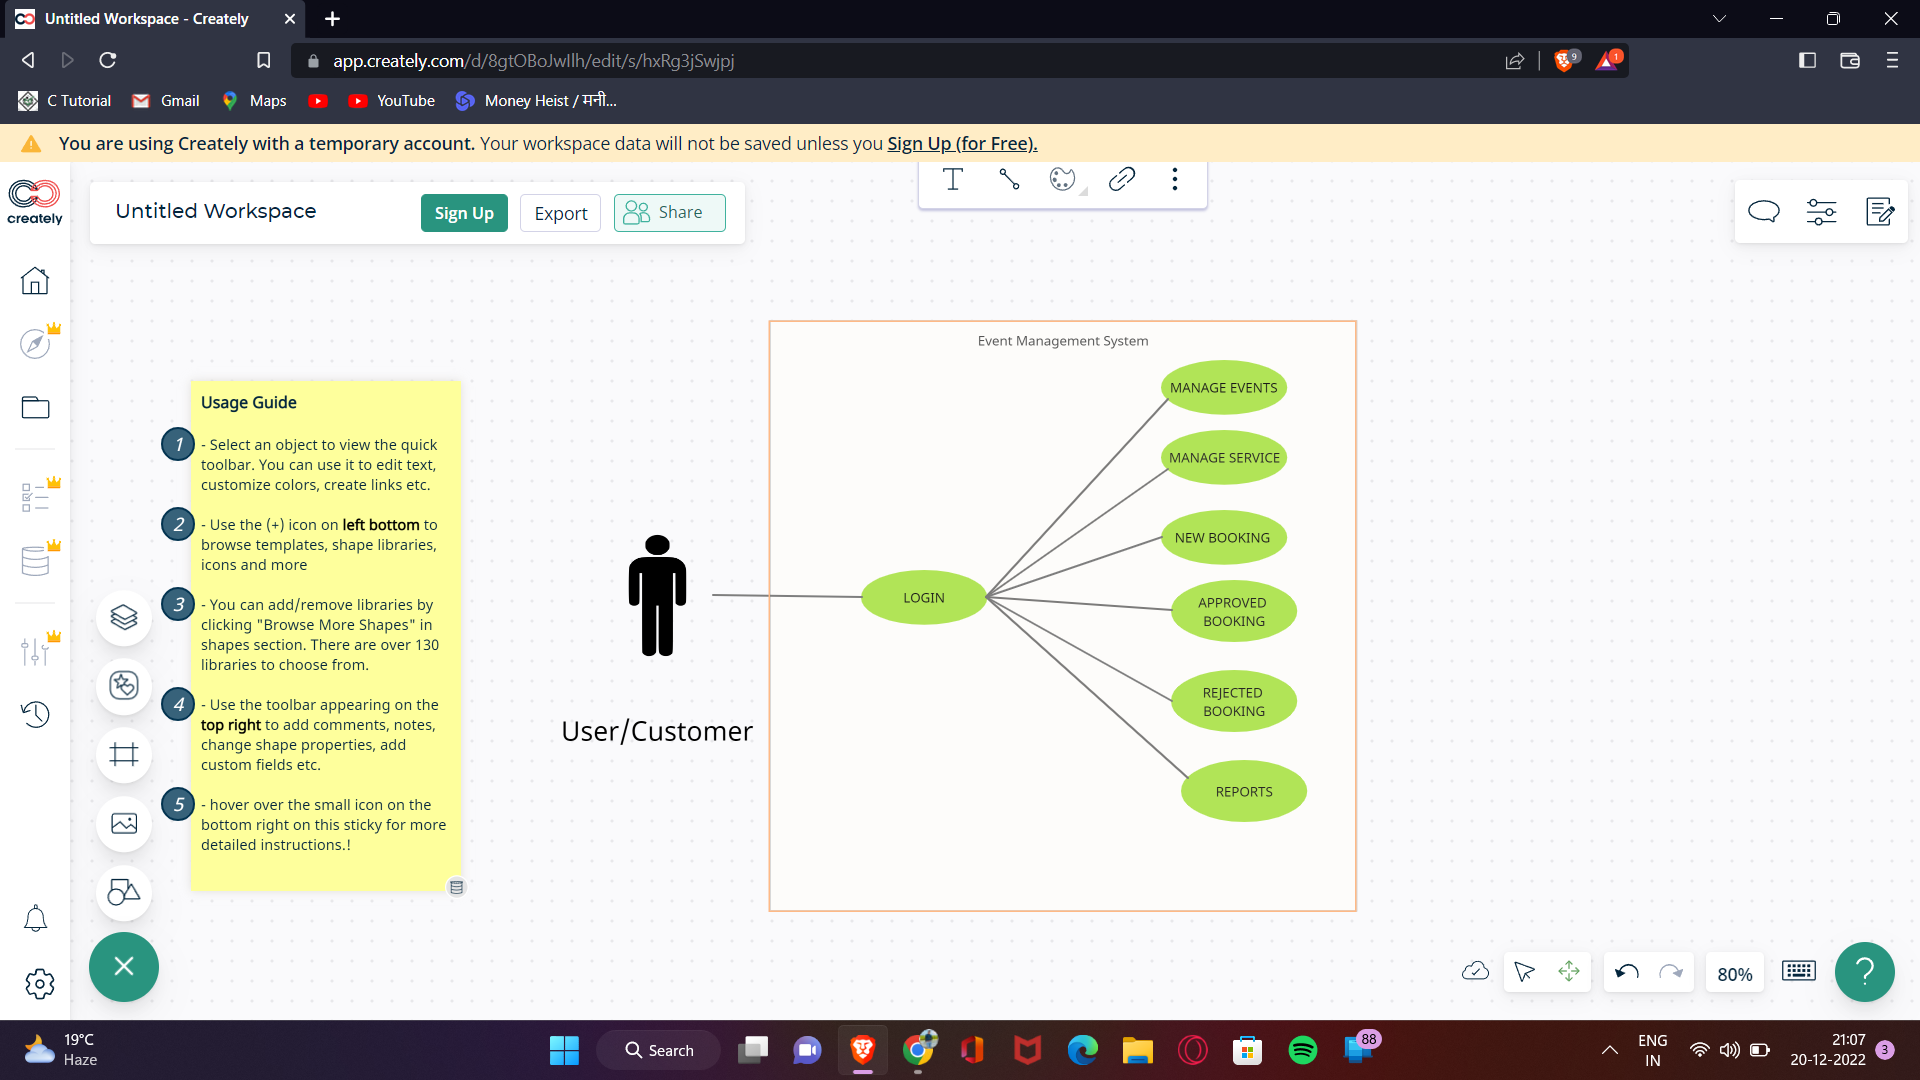 Untitled Workspace - Creately
app.creately.com/d/8gtOBoJwIlh/edit/s/hxRg3jSwjpj
9
1
C Tutorial
Gmail
Maps
YouTube
Money Heist / मनी...
You are using Creately with a temporary account. Your workspace data will not be saved unless you Sign Up (for Free).
creately
Untitled Workspace
Sign Up
Export
Share
T
Usage Guide
1 - Select an object to view the quick
toolbar. You can use it to edit text,
customize colors, create links etc.
2 - Use the (+) icon on left bottom to
browse templates, shape libraries,
icons and more
3 - You can add/remove libraries by
clicking "Browse More Shapes" in
shapes section. There are over 130
libraries to choose from.
4 - Use the toolbar appearing on the
top right to add comments, notes,
change shape properties, add
custom fields etc.
5 - hover over the small icon on the
bottom right on this sticky for more
detailed instructions.!
User/Customer
Event Management System
LOGIN
MANAGE EVENTS
MANAGE SERVICE
NEW BOOKING
APPROVED
BOOKING
REJECTED
BOOKING
REPORTS
80%
?
19°C
Haze
Search
88
ENG
IN
21:07
20-12-2022
3